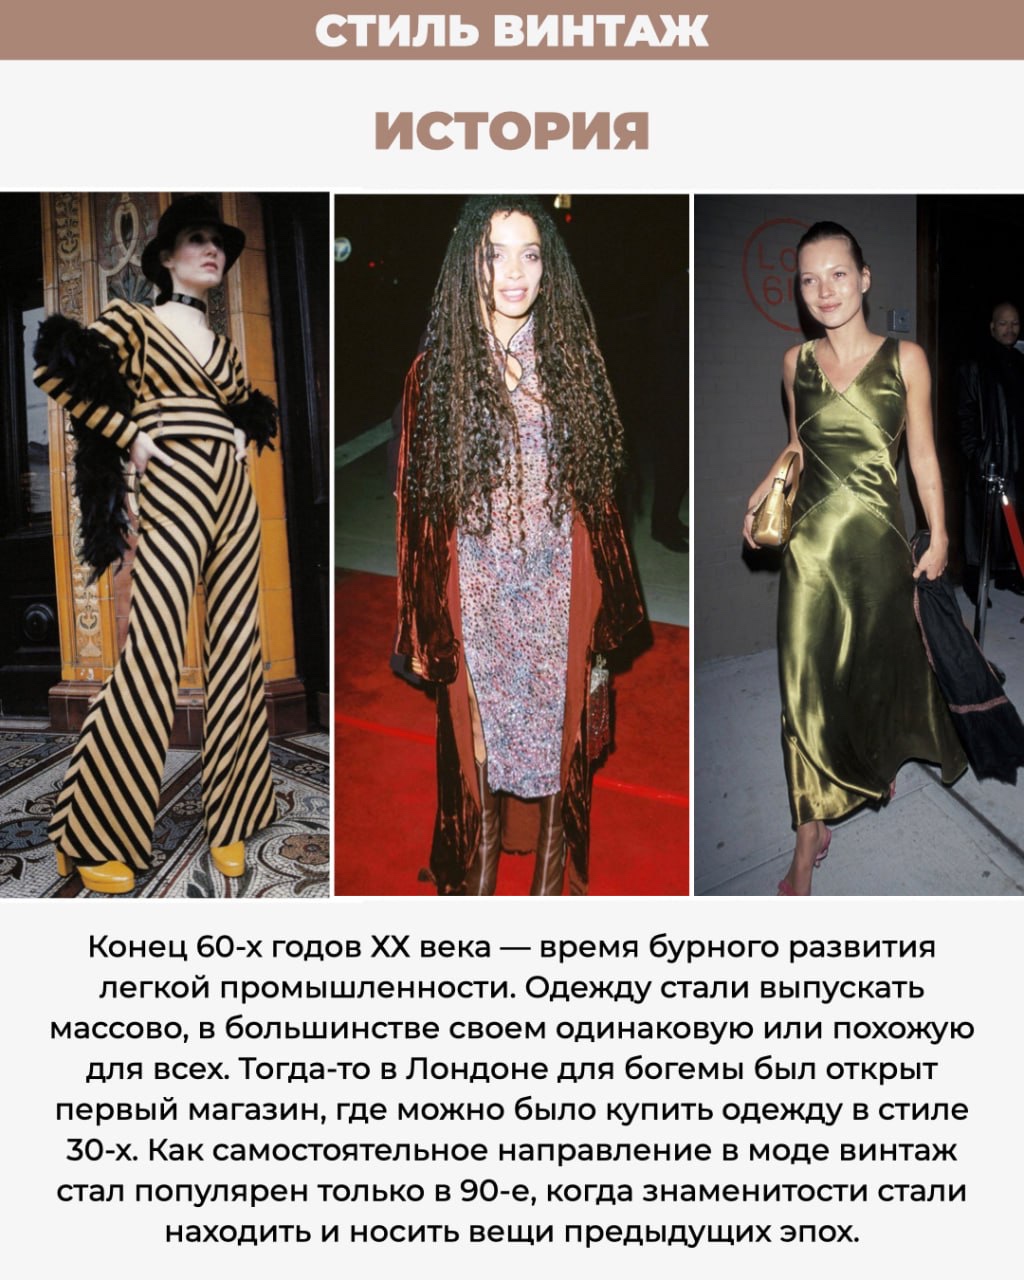 СТИЛЬ ВИНТАЖ
ИСТОРИЯ
Конец 60-х годов XX века — время бурного развития
легкой промышленности. Одежду стали выпускать
массово, в большинстве своем одинаковую или похожую
для всех. Тогда-то в Лондоне для богемы был открыт
первый магазин, где можно было купить одежду в стиле
30-х. Как самостоятельное направление в моде винтаж
стал популярен только в 90-е, когда знаменитости стали
находить и носить вещи предыдущих эпох.